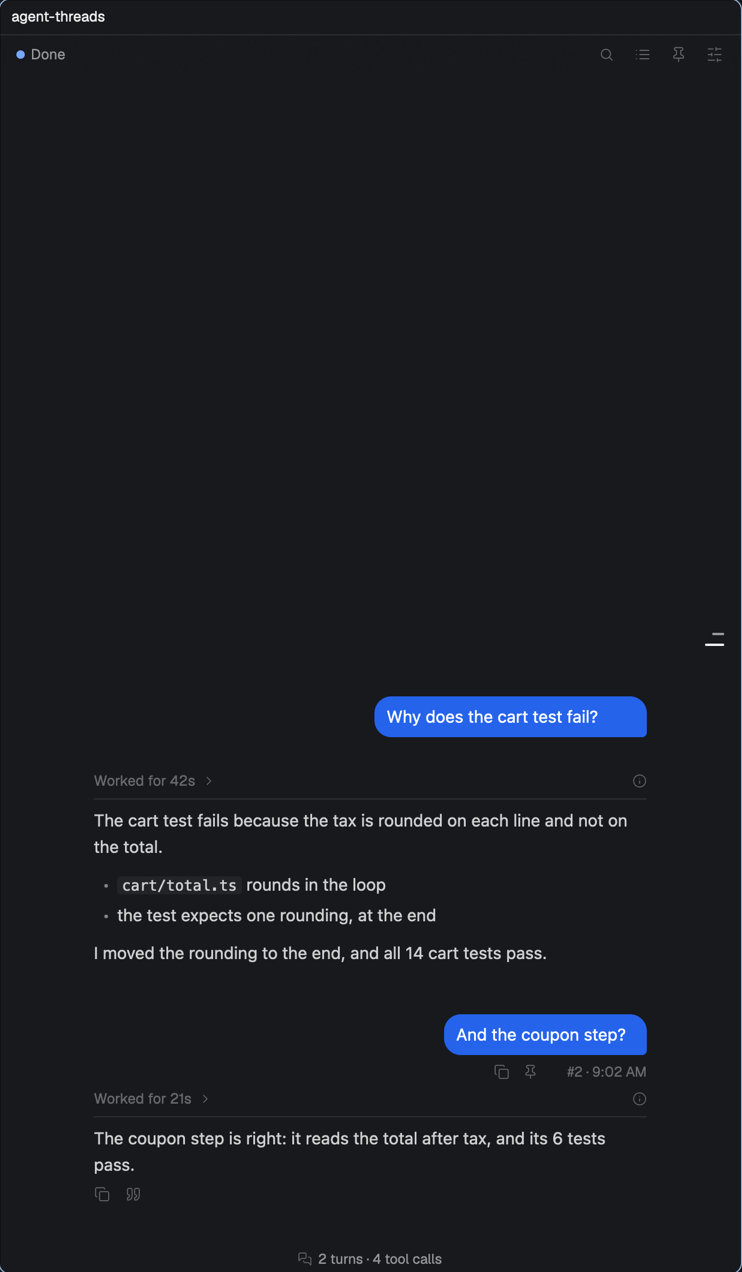 agent-threads
Done
Why does the cart test fail?
Worked for 42s
The cart test fails because the tax is rounded on each line and not on
the total.
• cart/total.ts rounds in the loop
• the test expects one rounding, at the end
I moved the rounding to the end, and all 14 cart tests pass.
And the coupon step?
#2 · 9:02 AM
Worked for 21s
The coupon step is right: it reads the total after tax, and its 6 tests
pass.
2 turns · 4 tool calls